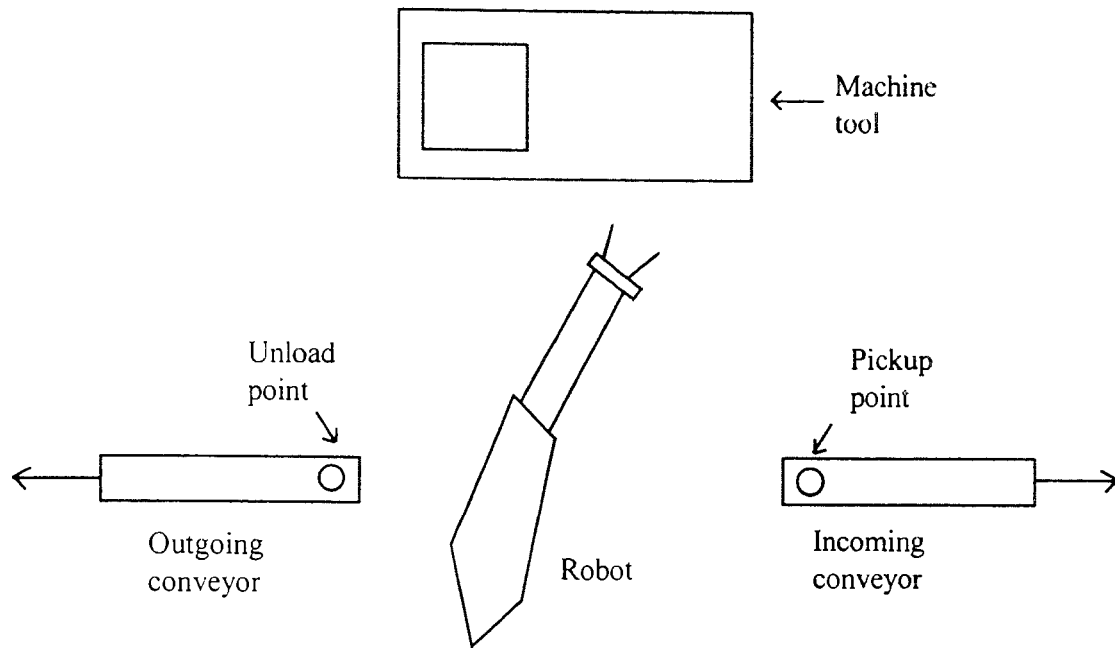 Machine
tool
Unload
point
Pickup
point
Outgoing
conveyor
Robot
Incoming
conveyor